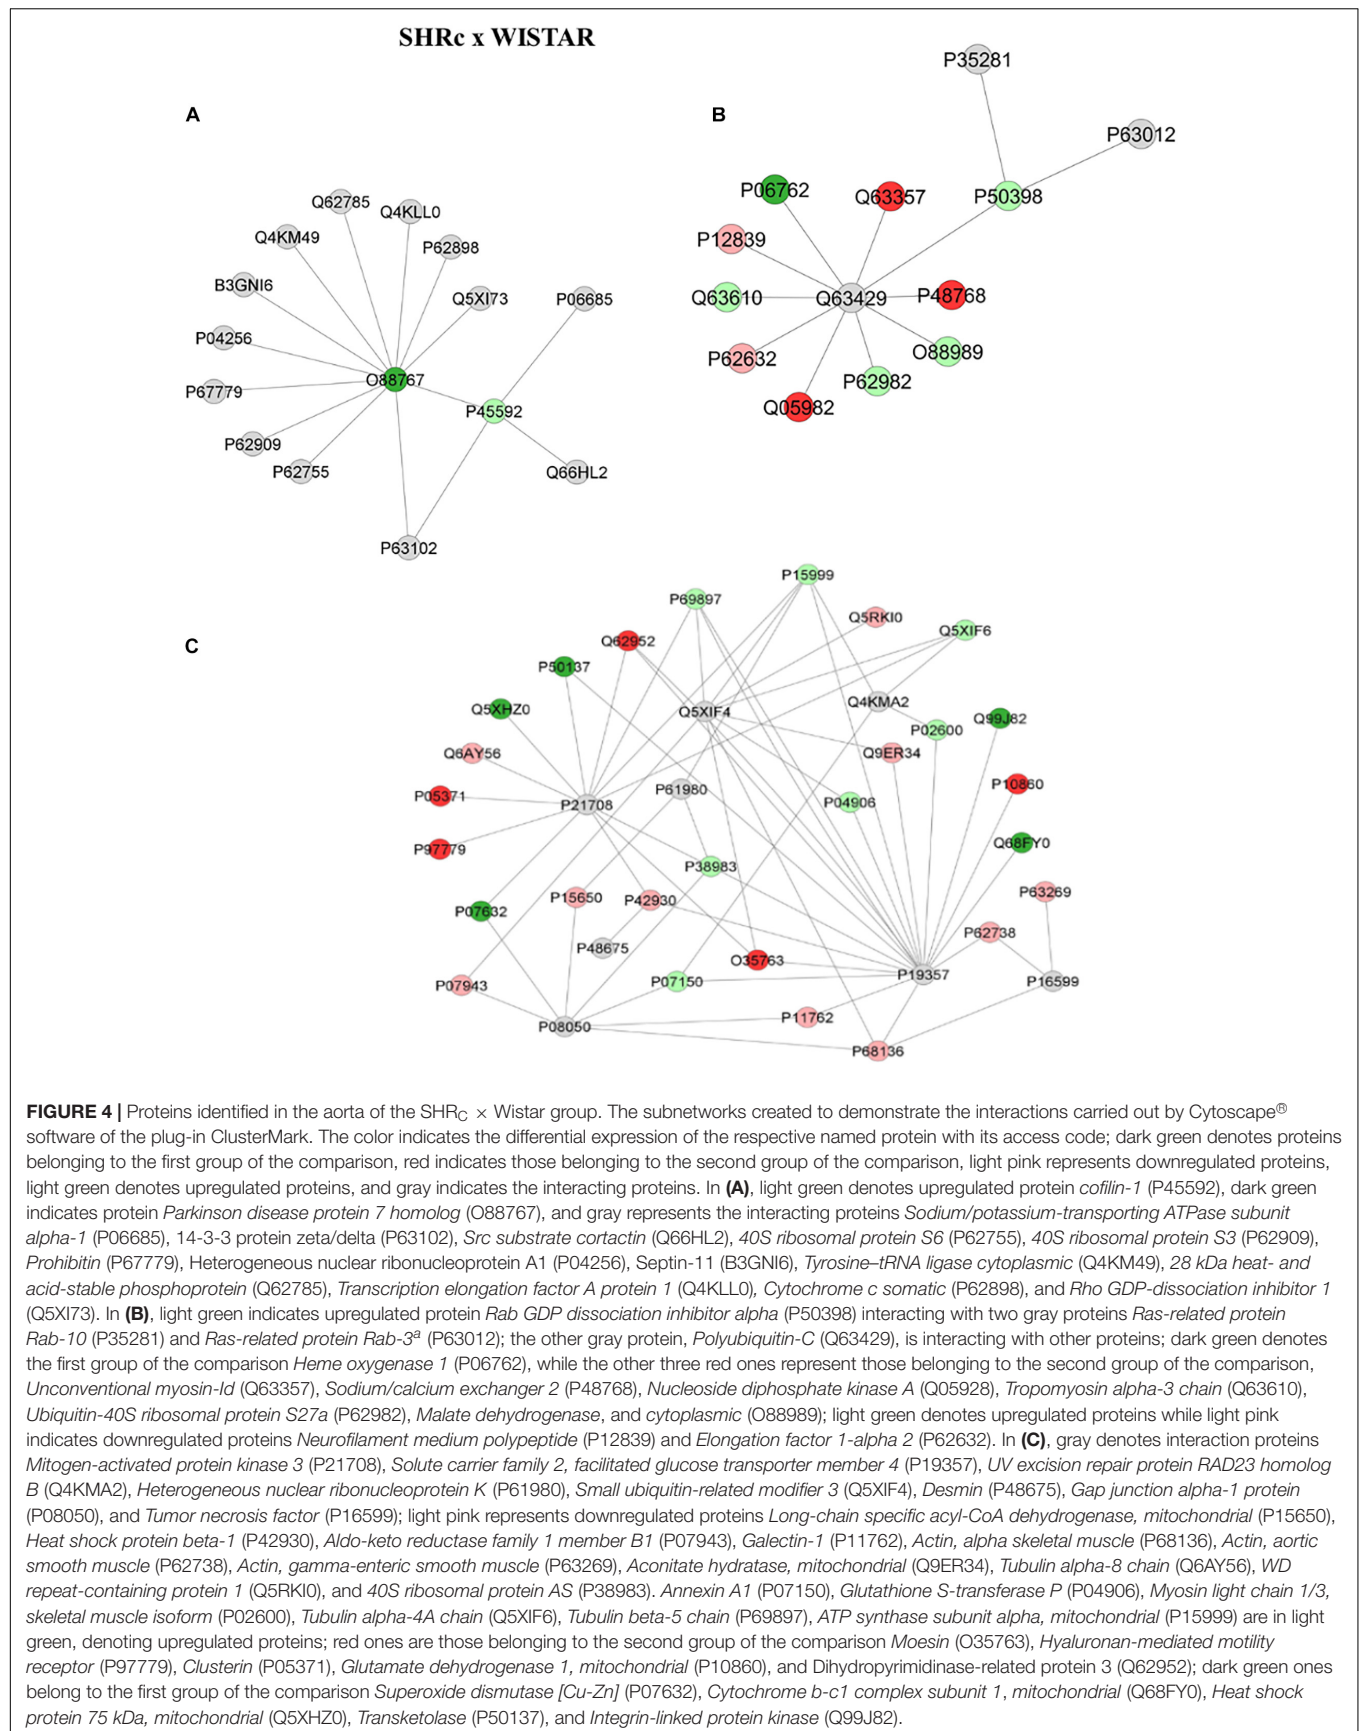 SHRc x WISTAR
A
B
P35281
P63012
P06762
Q63357
P50398
P12839
Q63610
Q63429
P48768
P62632
O88989
P62982
Q05982
Q62785
Q4KLL0
Q4KM49
P62898
B3GNI6
Q5XI73
P06685
P04256
O88767
P67779
P45592
P62909
P62755
Q66HL2
P63102
C
P15999
P69897
Q5RKI0
Q62952
Q5XIF6
P50137
Q5XHZ0
Q5XIF4
Q4KMA2
Q99J82
P02600
Q6AY56
Q9ER34
P05371
P21708
P61980
P04906
P10860
P97779
Q68FY0
P38983
P63269
P07632
P15650
P42930
P62738
P48675
O35763
P07943
P07150
P19357
P16599
P08050
P11762
P68136
FIGURE 4 | Proteins identified in the aorta of the SHRC × Wistar group. The subnetworks created to demonstrate the interactions carried out by Cytoscape®
software of the plug-in ClusterMark. The color indicates the differential expression of the respective named protein with its access code; dark green denotes proteins
belonging to the first group of the comparison, red indicates those belonging to the second group of the comparison, light pink represents downregulated proteins,
light green denotes upregulated proteins, and gray indicates the interacting proteins. In (A), light green denotes upregulated protein cofilin-1 (P45592), dark green
indicates protein Parkinson disease protein 7 homolog (O88767), and gray represents the interacting proteins Sodium/potassium-transporting ATPase subunit
alpha-1 (P06685), 14-3-3 protein zeta/delta (P63102), Src substrate cortactin (Q66HL2), 40S ribosomal protein S6 (P62755), 40S ribosomal protein S3 (P62909),
Prohibitin (P67779), Heterogeneous nuclear ribonucleoprotein A1 (P04256), Septin-11 (B3GNI6), Tyrosine–tRNA ligase cytoplasmic (Q4KM49), 28 kDa heat- and
acid-stable phosphoprotein (Q62785), Transcription elongation factor A protein 1 (Q4KLL0), Cytochrome c somatic (P62898), and Rho GDP-dissociation inhibitor 1
(Q5XI73). In (B), light green indicates upregulated protein Rab GDP dissociation inhibitor alpha (P50398) interacting with two gray proteins Ras-related protein
Rab-10 (P35281) and Ras-related protein Rab-3a (P63012); the other gray protein, Polyubiquitin-C (Q63429), is interacting with other proteins; dark green denotes
the first group of the comparison Heme oxygenase 1 (P06762), while the other three red ones represent those belonging to the second group of the comparison,
Unconventional myosin-Id (Q63357), Sodium/calcium exchanger 2 (P48768), Nucleoside diphosphate kinase A (Q05928), Tropomyosin alpha-3 chain (Q63610),
Ubiquitin-40S ribosomal protein S27a (P62982), Malate dehydrogenase, and cytoplasmic (O88989); light green denotes upregulated proteins while light pink
indicates downregulated proteins Neurofilament medium polypeptide (P12839) and Elongation factor 1-alpha 2 (P62632). In (C), gray denotes interaction proteins
Mitogen-activated protein kinase 3 (P21708), Solute carrier family 2, facilitated glucose transporter member 4 (P19357), UV excision repair protein RAD23 homolog
B (Q4KMA2), Heterogeneous nuclear ribonucleoprotein K (P61980), Small ubiquitin-related modifier 3 (Q5XIF4), Desmin (P48675), Gap junction alpha-1 protein
(P08050), and Tumor necrosis factor (P16599); light pink represents downregulated proteins Long-chain specific acyl-CoA dehydrogenase, mitochondrial (P15650),
Heat shock protein beta-1 (P42930), Aldo-keto reductase family 1 member B1 (P07943), Galectin-1 (P11762), Actin, alpha skeletal muscle (P68136), Actin, aortic
smooth muscle (P62738), Actin, gamma-enteric smooth muscle (P63269), Aconitate hydratase, mitochondrial (Q9ER34), Tubulin alpha-8 chain (Q6AY56), WD
repeat-containing protein 1 (Q5RKI0), and 40S ribosomal protein AS (P38983). Annexin A1 (P07150), Glutathione S-transferase P (P04906), Myosin light chain 1/3,
skeletal muscle isoform (P02600), Tubulin alpha-4A chain (Q5XIF6), Tubulin beta-5 chain (P69897), ATP synthase subunit alpha, mitochondrial (P15999) are in light
green, denoting upregulated proteins; red ones are those belonging to the second group of the comparison Moesin (O35763), Hyaluronan-mediated motility
receptor (P97779), Clusterin (P05371), Glutamate dehydrogenase 1, mitochondrial (P10860), and Dihydropyrimidinase-related protein 3 (Q62952); dark green ones
belong to the first group of the comparison Superoxide dismutase [Cu-Zn] (P07632), Cytochrome b-c1 complex subunit 1, mitochondrial (Q68FY0), Heat shock
protein 75 kDa, mitochondrial (Q5XHZ0), Transketolase (P50137), and Integrin-linked protein kinase (Q99J82).